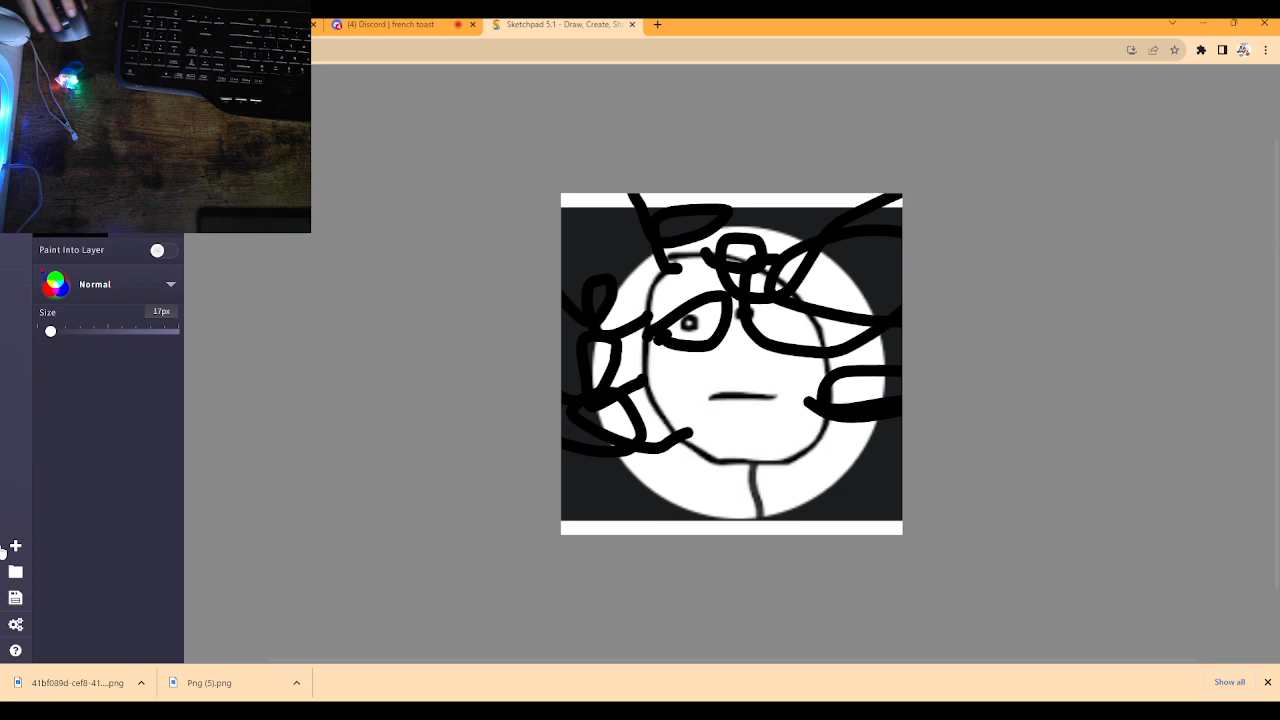 (4) Discord | french toast
Sketchpad 5.1 - Draw, Create, Sh
Paint Into Layer
Normal
Size
17px
41bf089d-cef8-41....png
Png (5).png
Show all